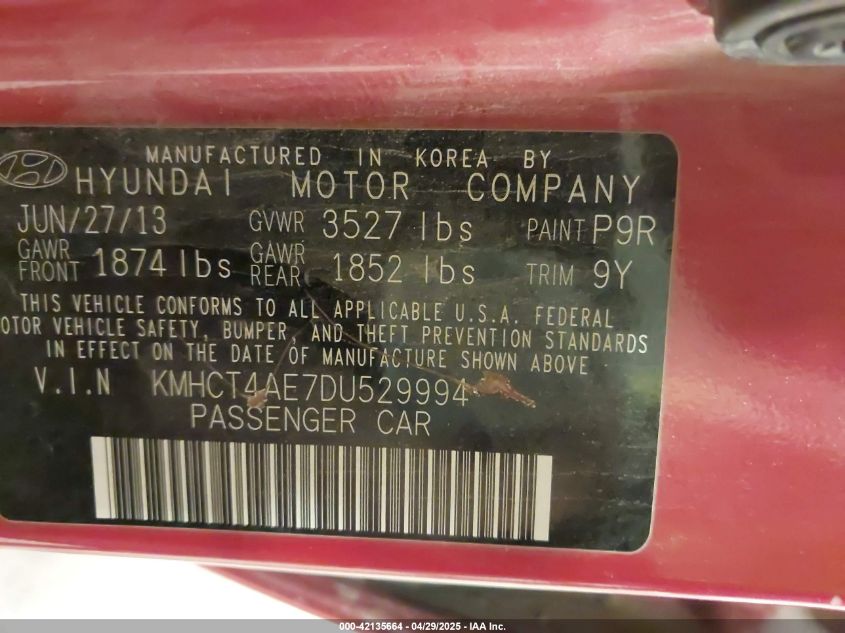 MANUFACTURED IN KOREA BY
HYUNDAI MOTOR COMPANY
JUN/27/13 GVWR 3527 lbs PAINT P9R
GAWR FRONT 1874 lbs GAWR REAR 1852 lbs TRIM 9Y
THIS VEHICLE CONFORMS TO ALL APPLICABLE U.S.A. FEDERAL
OTOR VEHICLE SAFETY, BUMPER, AND THEFT PREVENTION STANDARDS
IN EFFECT ON THE DATE OF MANUFACTURE SHOWN ABOVE
V.I.N KMHCT4AE7DU529994
PASSENGER CAR
000-42135664 - 04/29/2025 - IAA Inc.